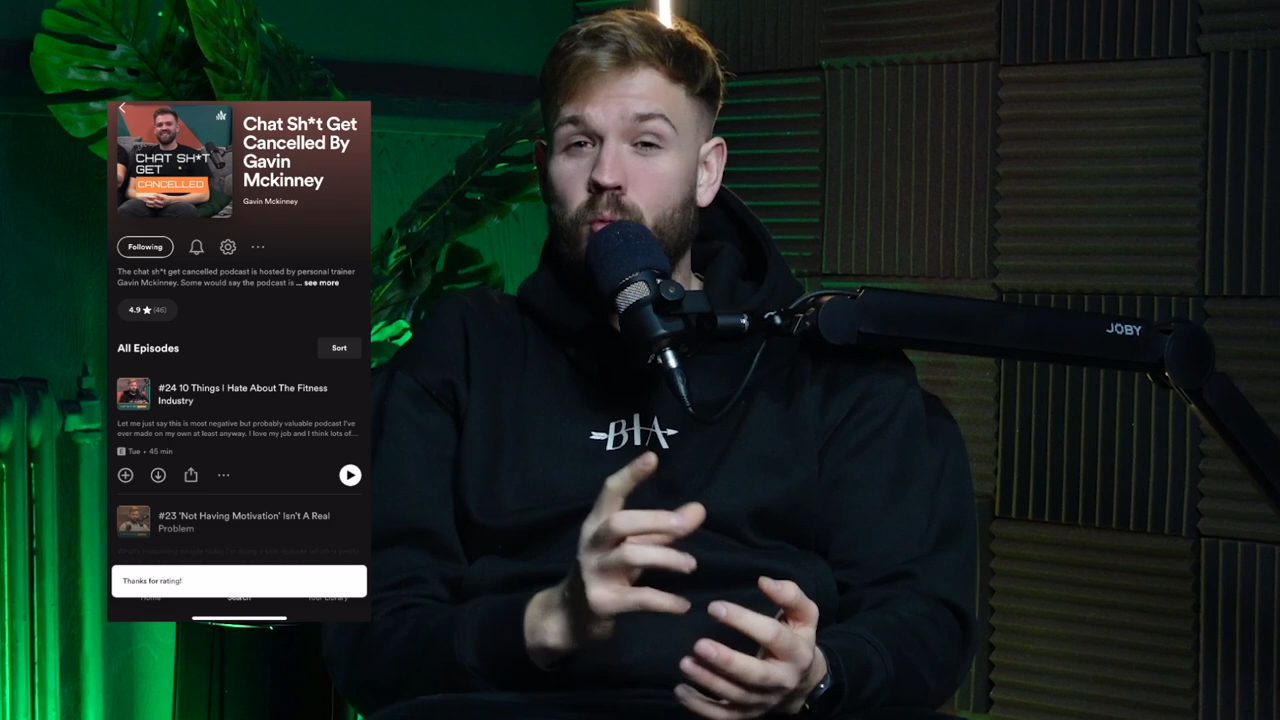 Chat Sh*t Get
Cancelled By
Gavin
Mckinney
Gavin Mckinney
CHAT SH*T
GET
CANCELLED
Following
The chat sh*t get cancelled podcast is hosted by personal trainer
Gavin Mckinney. Some would say the podcast is ... see more
4.9 ★ (46)
All Episodes
Sort
#24 10 Things I Hate About The Fitness
Industry
Let me just say this is most negative but probably valuable podcast I've
ever made on my own at least anyway. I love my job and I think lots of...
E Tue • 45 min
#23 'Not Having Motivation' Isn't A Real
Problem
Thanks for rating!
Home Search Your Library
BIA
JOBY